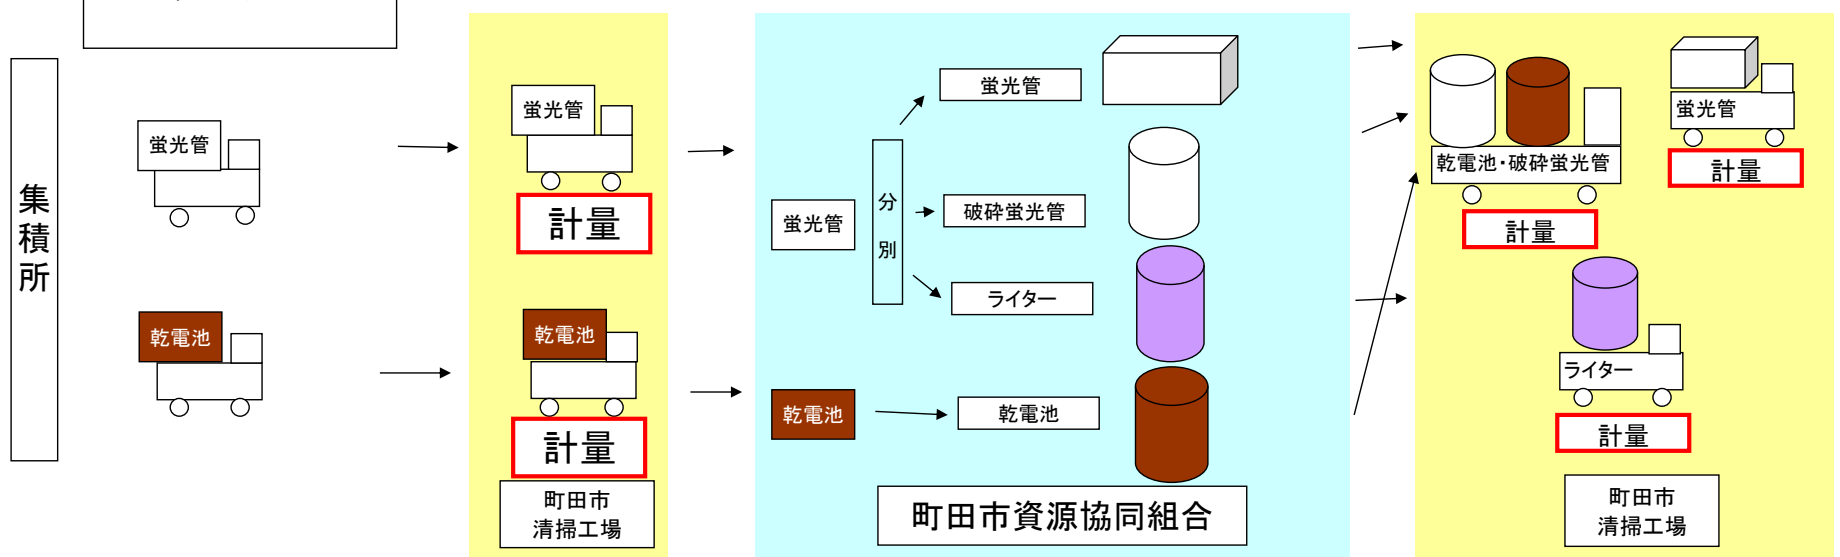 集積所
蛍光管
乾電池
蛍光管
計量
乾電池
計量
町田市
清掃工場
蛍光管
分別
蛍光管
破砕蛍光管
ライター
乾電池
乾電池
町田市資源協同組合
乾電池・破砕蛍光管
計量
蛍光管
計量
ライター
計量
町田市
清掃工場